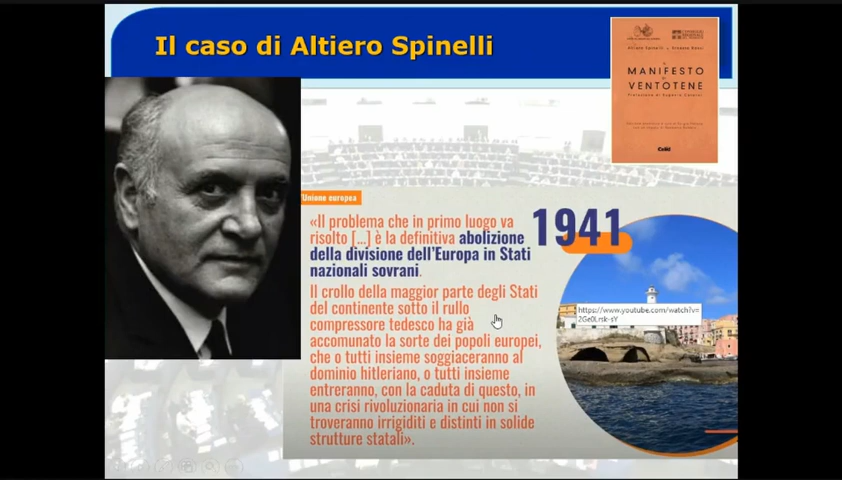 Il caso di Altiero Spinelli
MANIFESTO
VENTOTENE
Celid
Unione europea
1941
«Il problema che in primo luogo va
risolto [...] è la definitiva abolizione
della divisione dell'Europa in Stati
nazionali sovrani.
Il crollo della maggior parte degli Stati
del continente sotto il rullo
compressore tedesco ha già
accomunato la sorte dei popoli europei,
che o tutti insieme soggiaceranno al
dominio hitleriano, o tutti insieme
entreranno, con la caduta di questo, in
una crisi rivoluzionaria in cui non si
troveranno irrigiditi e distinti in solide
strutture statali».
https://www.youtube.com/watch?v=